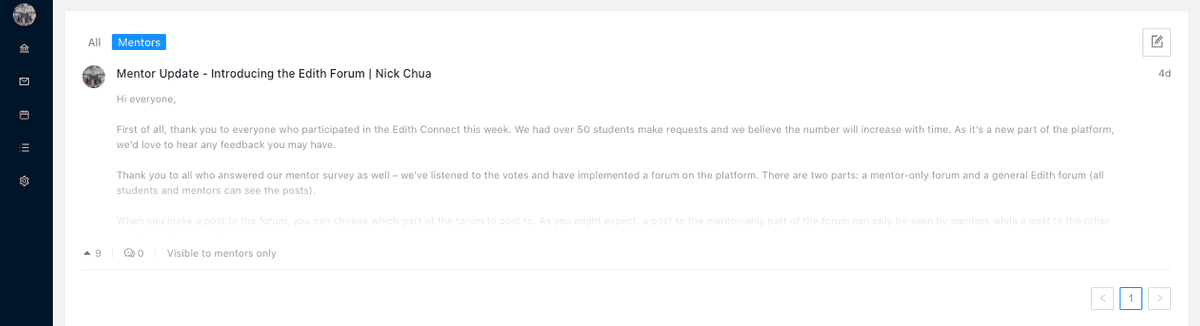 All Mentors
Mentor Update - Introducing the Edith Forum | Nick Chua 4d
Hi everyone,
First of all, thank you to everyone who participated in the Edith Connect this week. We had over 50 students make requests and we believe the number will increase with time. As it's a new part of the platform,
we'd love to hear any feedback you may have.
Thank you to all who answered our mentor survey as well – we've listened to the votes and have implemented a forum on the platform. There are two parts: a mentor-only forum and a general Edith forum (all
students and mentors can see the posts).
When you make a post to the forum, you can choose which part of the forum to post to. As you might expect, a post to the mentor-only part of the forum can only be seen by mentors while a post to the other
9 0 Visible to mentors only
< 1 >